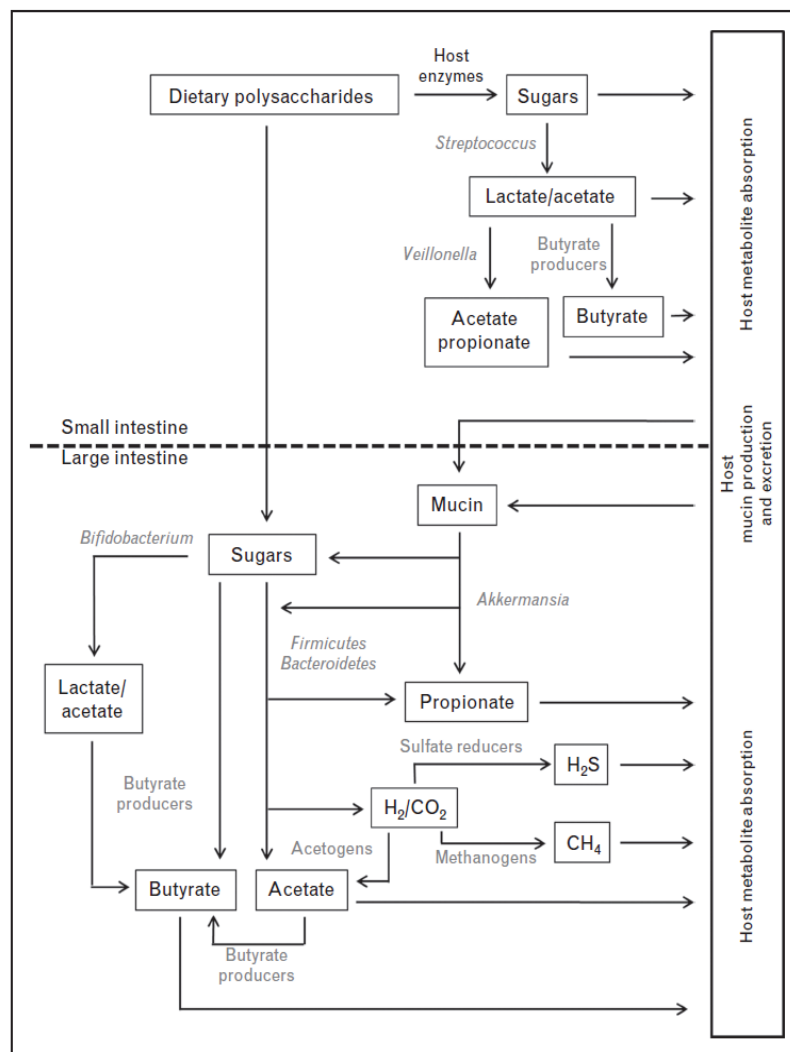 Host
enzymes
Dietary polysaccharides
Sugars
Streptococcus
Lactate/acetate
Veillonella
Butyrate
producers
Acetate
propionate
Butyrate
Host metabolite absorption
Small intestine
Large intestine
Host
mucin production
and excretion
Mucin
Bifidobacterium
Sugars
Akkermansia
Firmicutes
Bacteroidetes
Lactate/
acetate
Propionate
Sulfate reducers
H₂S
Butyrate
producers
H₂/CO₂
Acetogens
Methanogens
CH₄
Butyrate
Acetate
Butyrate
producers
Host metabolite absorption